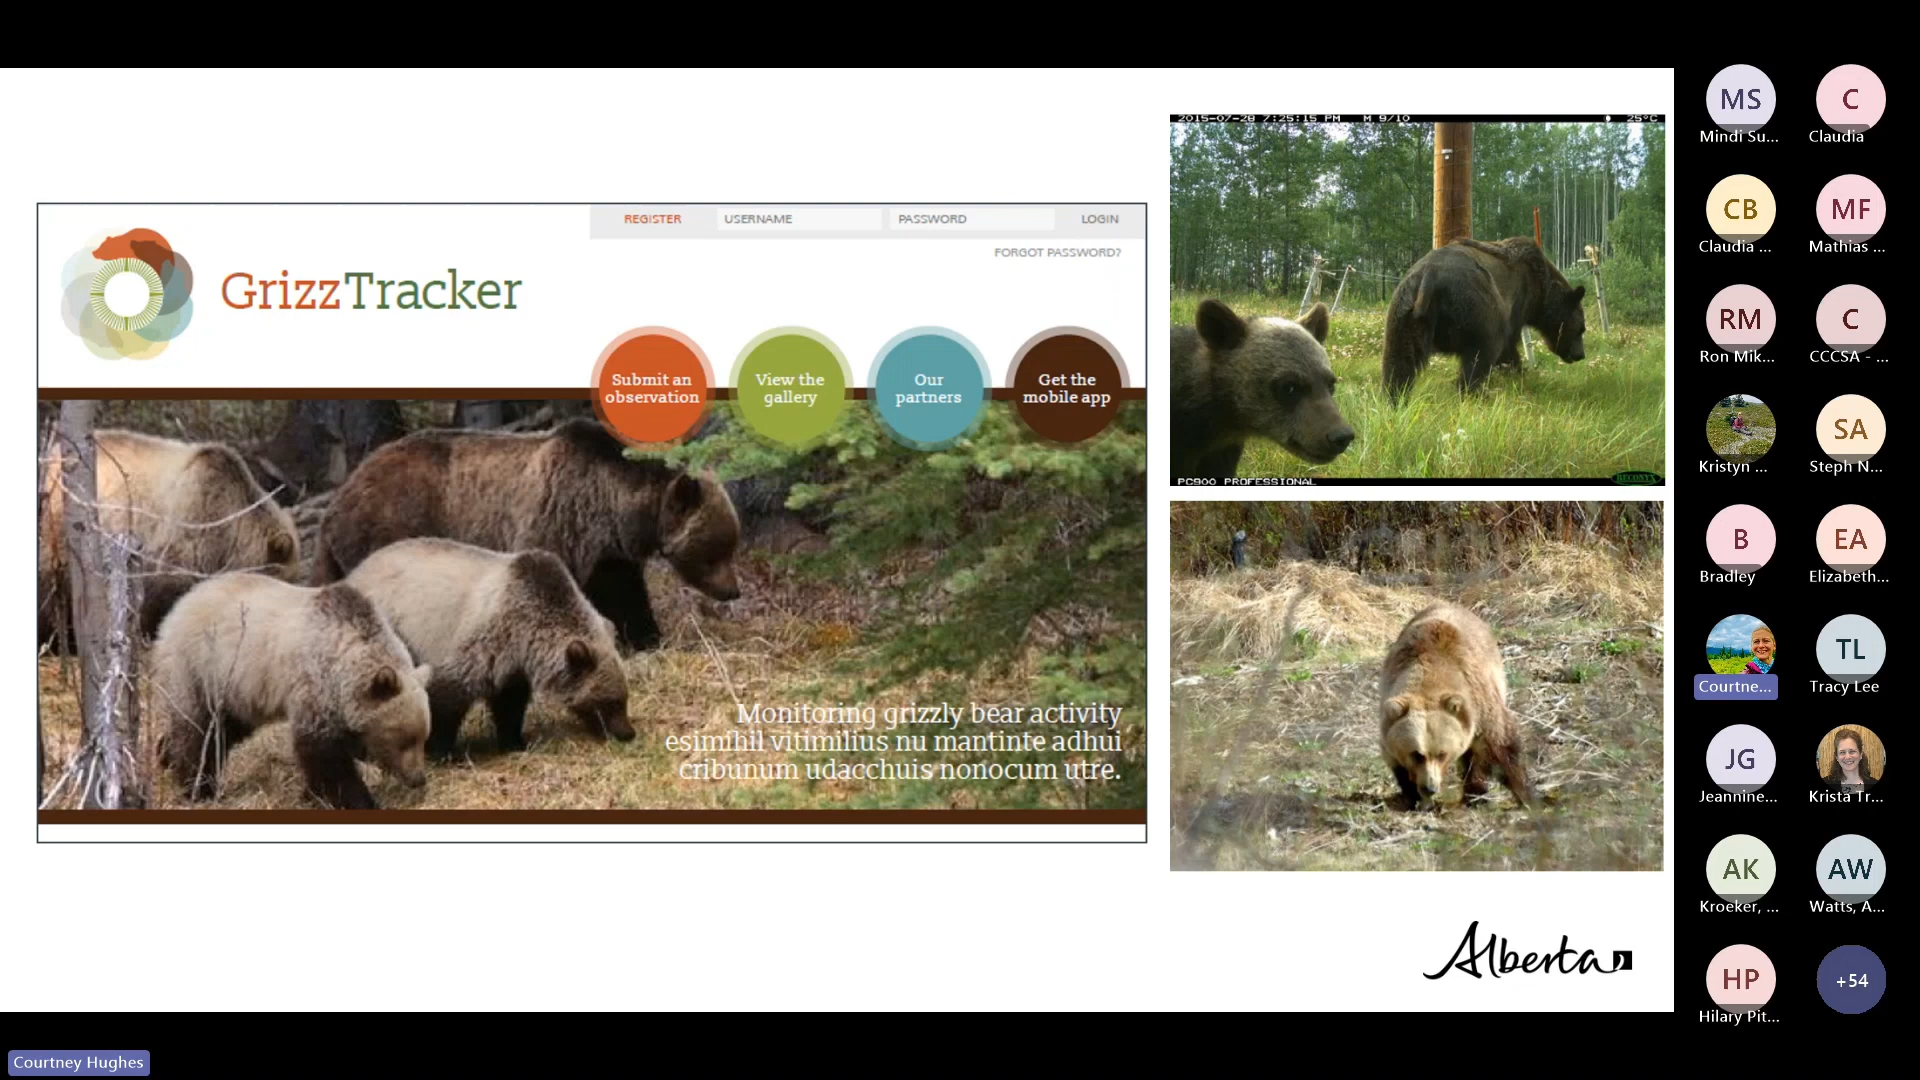 REGISTER USERNAME PASSWORD LOGIN
FORGOT PASSWORD?
GrizzTracker
Submit an
observation
View the
gallery
Our
partners
Get the
mobile app
Monitoring grizzly bear activity
esimihil vitimilius nu mantinte adhui
cribunum udacchuis nonocum utre.
2015-07-28 7:25:15 PM M 9/10 25°C
PC900 PROFESSIONAL
RECONYX
Alberta
MS
Mindi Su...
C
Claudia
CB
Claudia ...
MF
Mathias ...
RM
Ron Mik...
C
CCCSA - ...
Kristyn ...
SA
Steph N...
B
Bradley
EA
Elizabeth...
Courtne...
TL
Tracy Lee
JG
Jeannine...
Krista Tr...
AK
Kroeker, ...
AW
Watts, A...
HP
Hilary Pit...
+54
Courtney Hughes